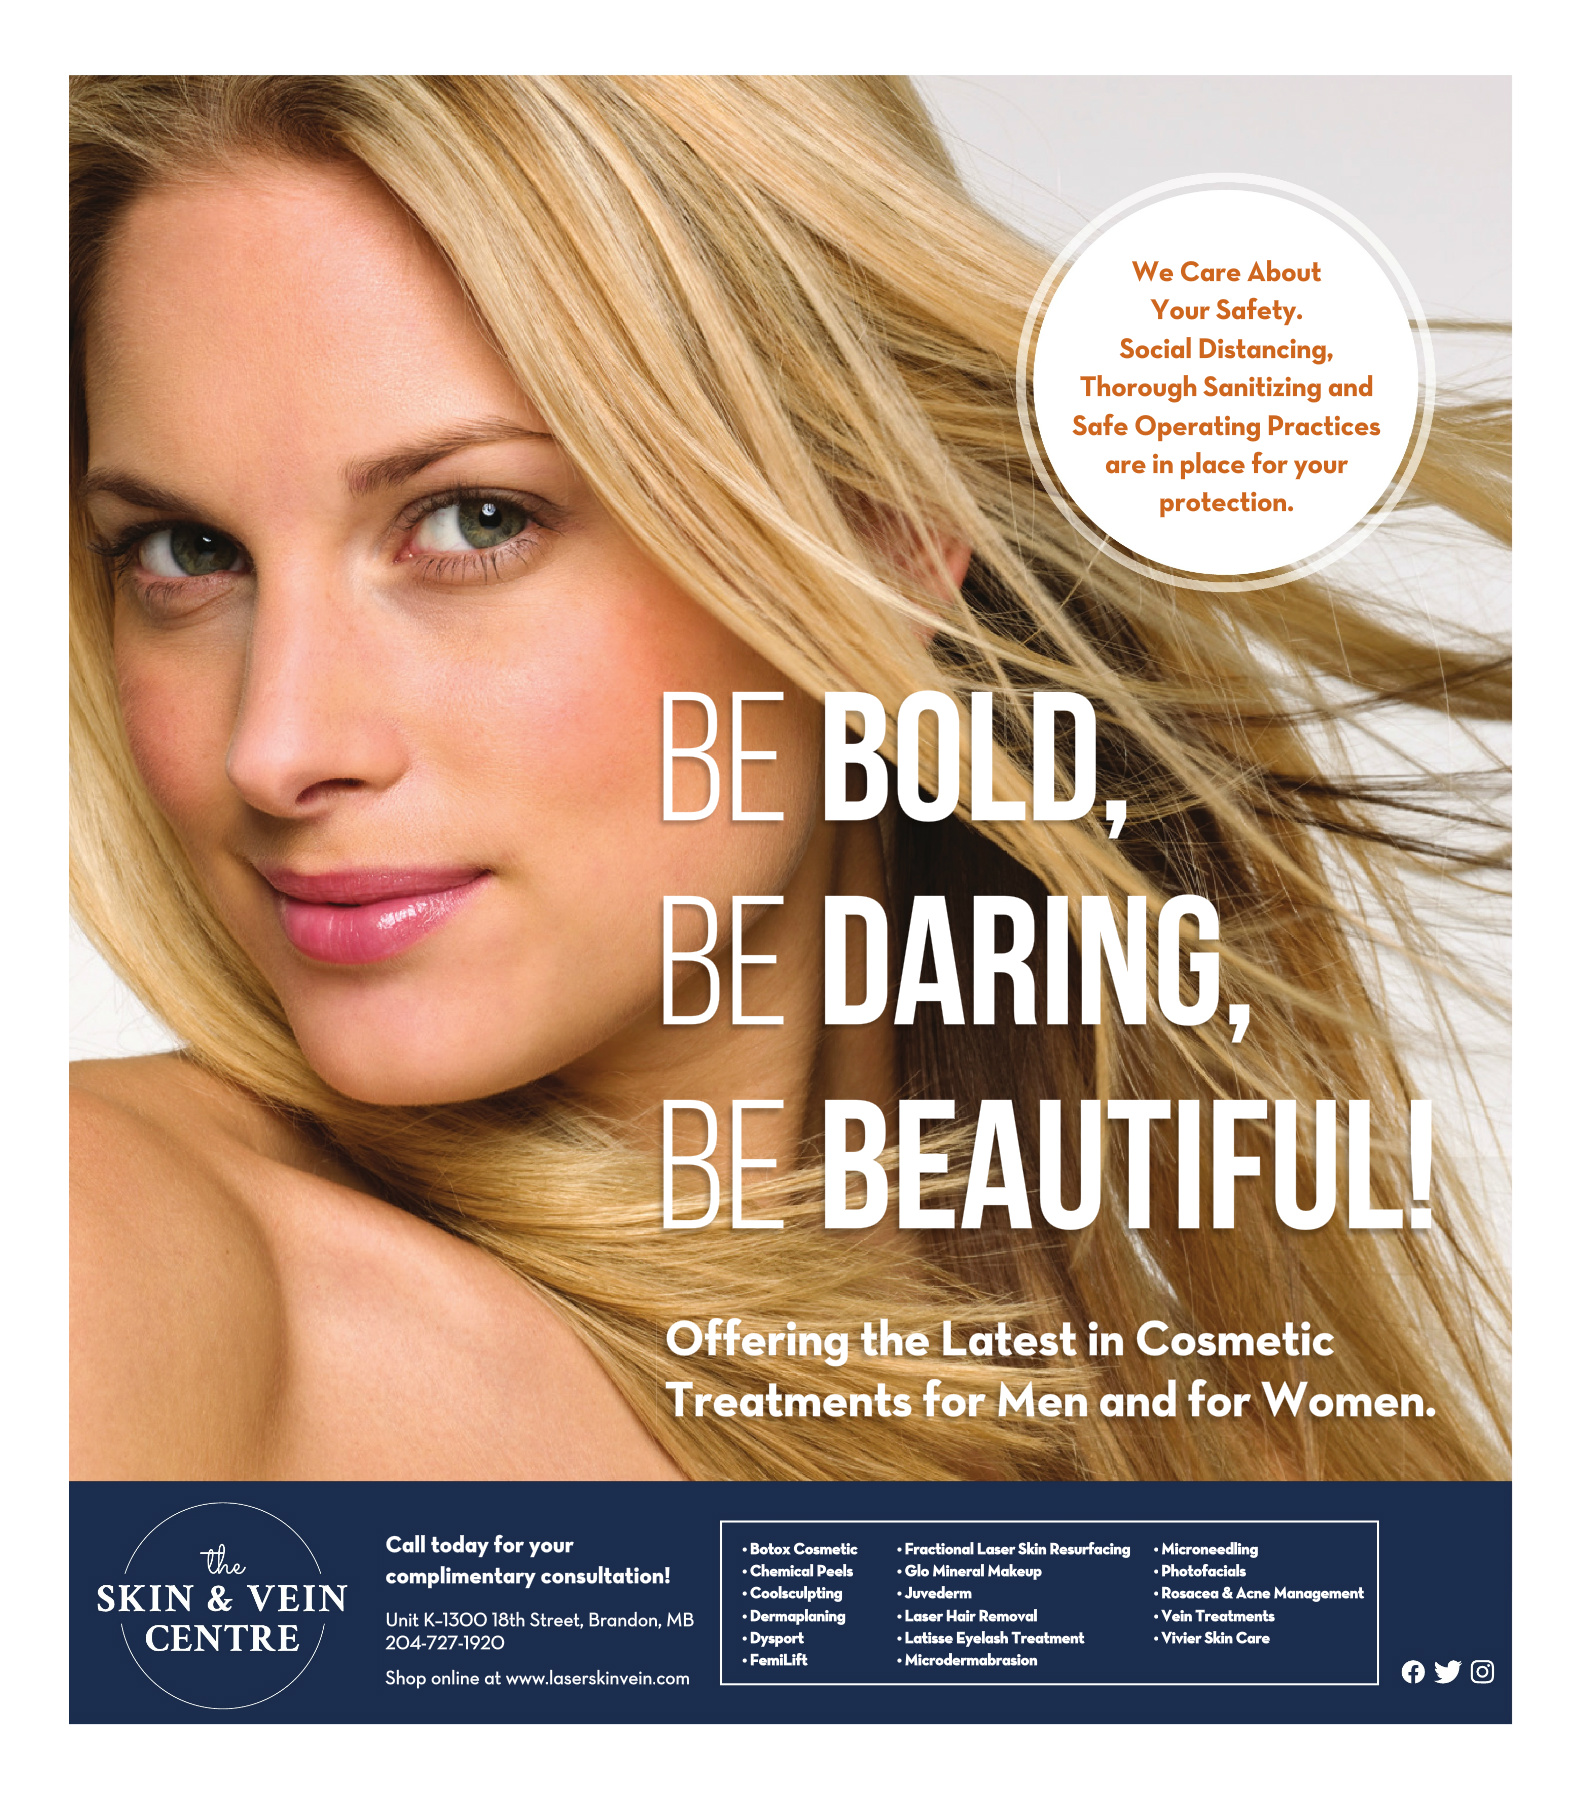 We Care About
Your Safety.
Social Distancing,
Thorough Sanitizing and
Safe Operating Practices
are in place for your
protection.
BE BOLD,
BE DARING,
BE BEAUTIFUL!
Offering the Latest in Cosmetic
Treatments for Men and for Women.
the
SKIN & VEIN
CENTRE
Call today for your
complimentary consultation!
Unit K-1300 18th Street, Brandon, MB
204-727-1920
Shop online at www.laserskinvein.com
• Botox Cosmetic
• Chemical Peels
• Coolsculpting
• Dermaplaning
• Dysport
• FemiLift
• Fractional Laser Skin Resurfacing
• Glo Mineral Makeup
• Juvederm
• Laser Hair Removal
• Latisse Eyelash Treatment
• Microdermabrasion
• Microneedling
• Photofacials
• Rosacea & Acne Management
• Vein Treatments
• Vivier Skin Care